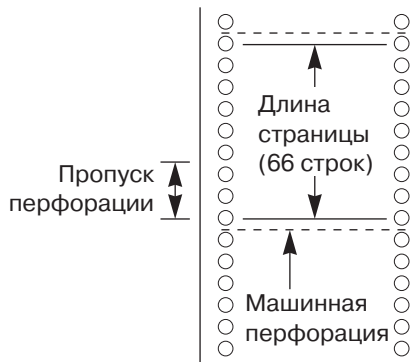 Длина
страницы
(66 строк)
Пропуск
перфорации
Машинная
перфорация